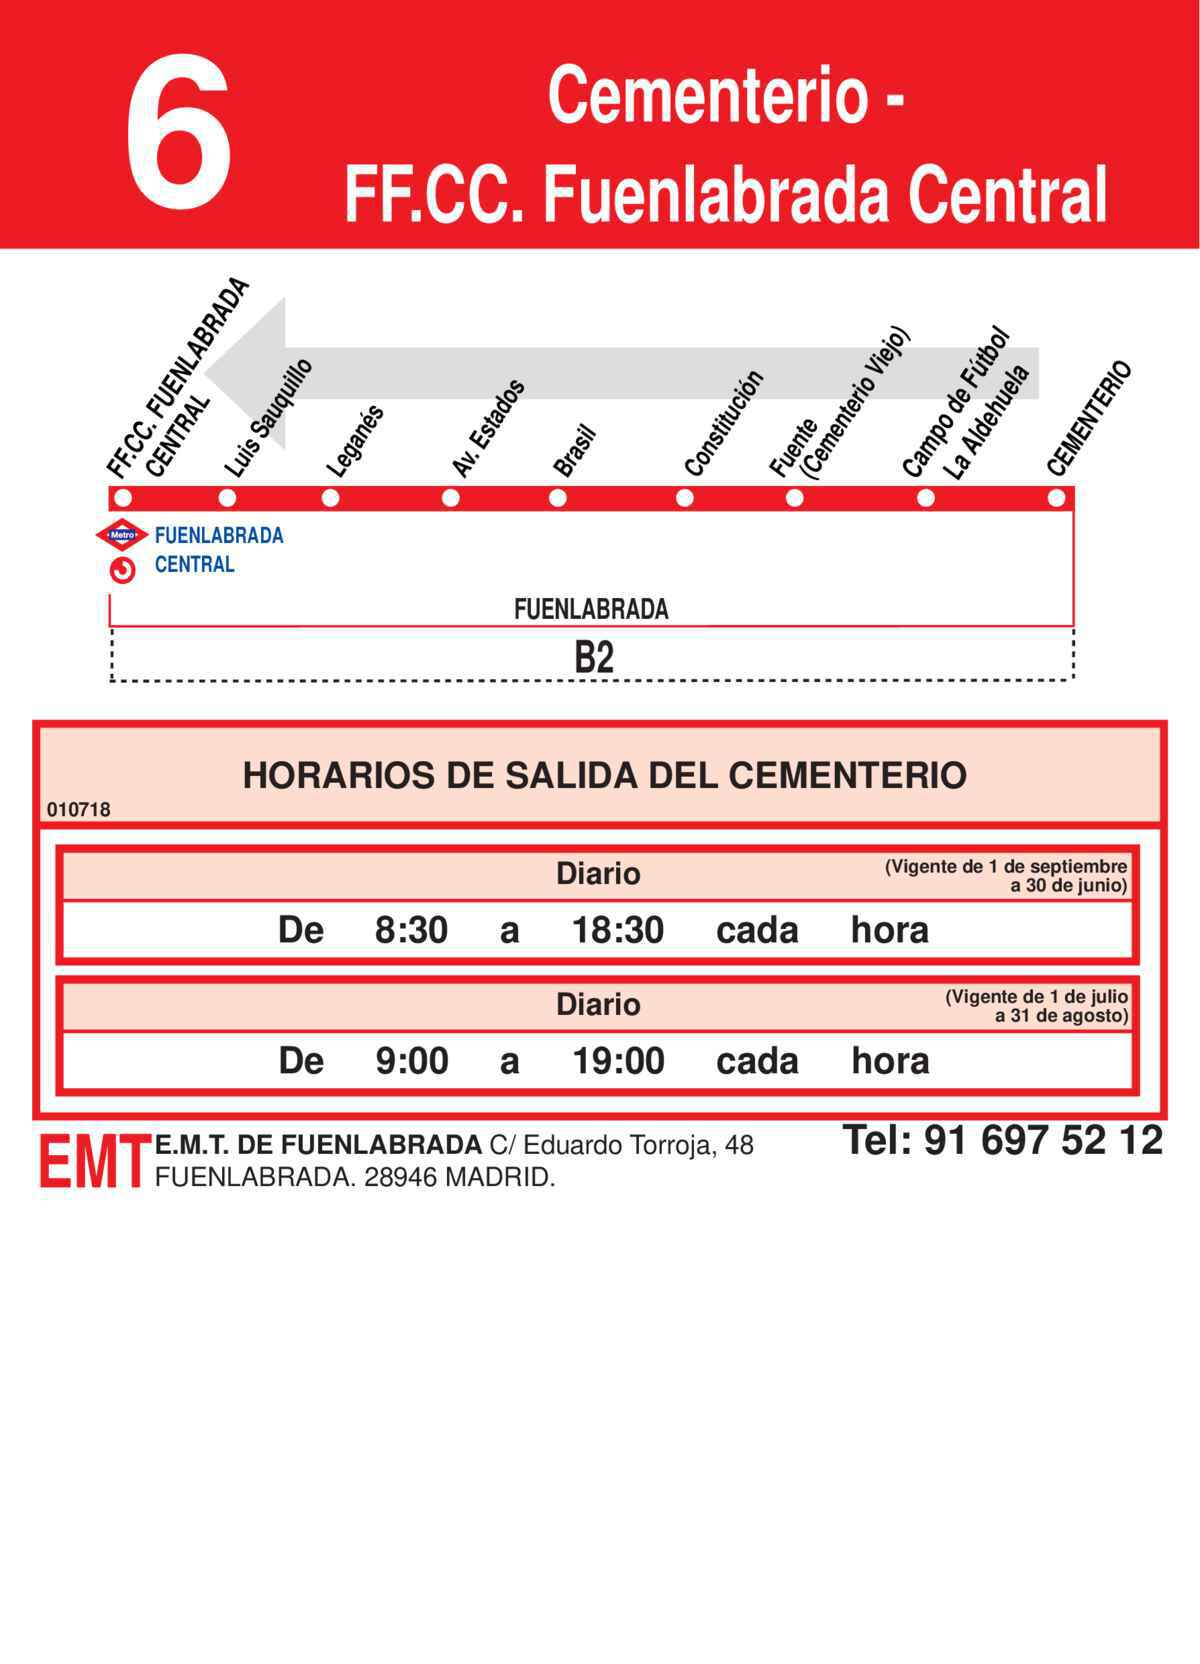 6
Cementerio -
FF.CC. Fuenlabrada Central
FF.CC. FUENLABRADA
CENTRAL
Luis Sauquillo
Leganés
Av. Estados
Brasil
Constitución
Fuente
(Cementerio Viejo)
Campo de Fútbol
La Aldehuela
CEMENTERIO
Metro
FUENLABRADA
CENTRAL
FUENLABRADA
B2
HORARIOS DE SALIDA DEL CEMENTERIO
010718
Diario
(Vigente de 1 de septiembre
a 30 de junio)
De 8:30 a 18:30 cada hora
Diario
(Vigente de 1 de julio
a 31 de agosto)
De 9:00 a 19:00 cada hora
EMT
E.M.T. DE FUENLABRADA C/ Eduardo Torroja, 48
FUENLABRADA. 28946 MADRID.
Tel: 91 697 52 12